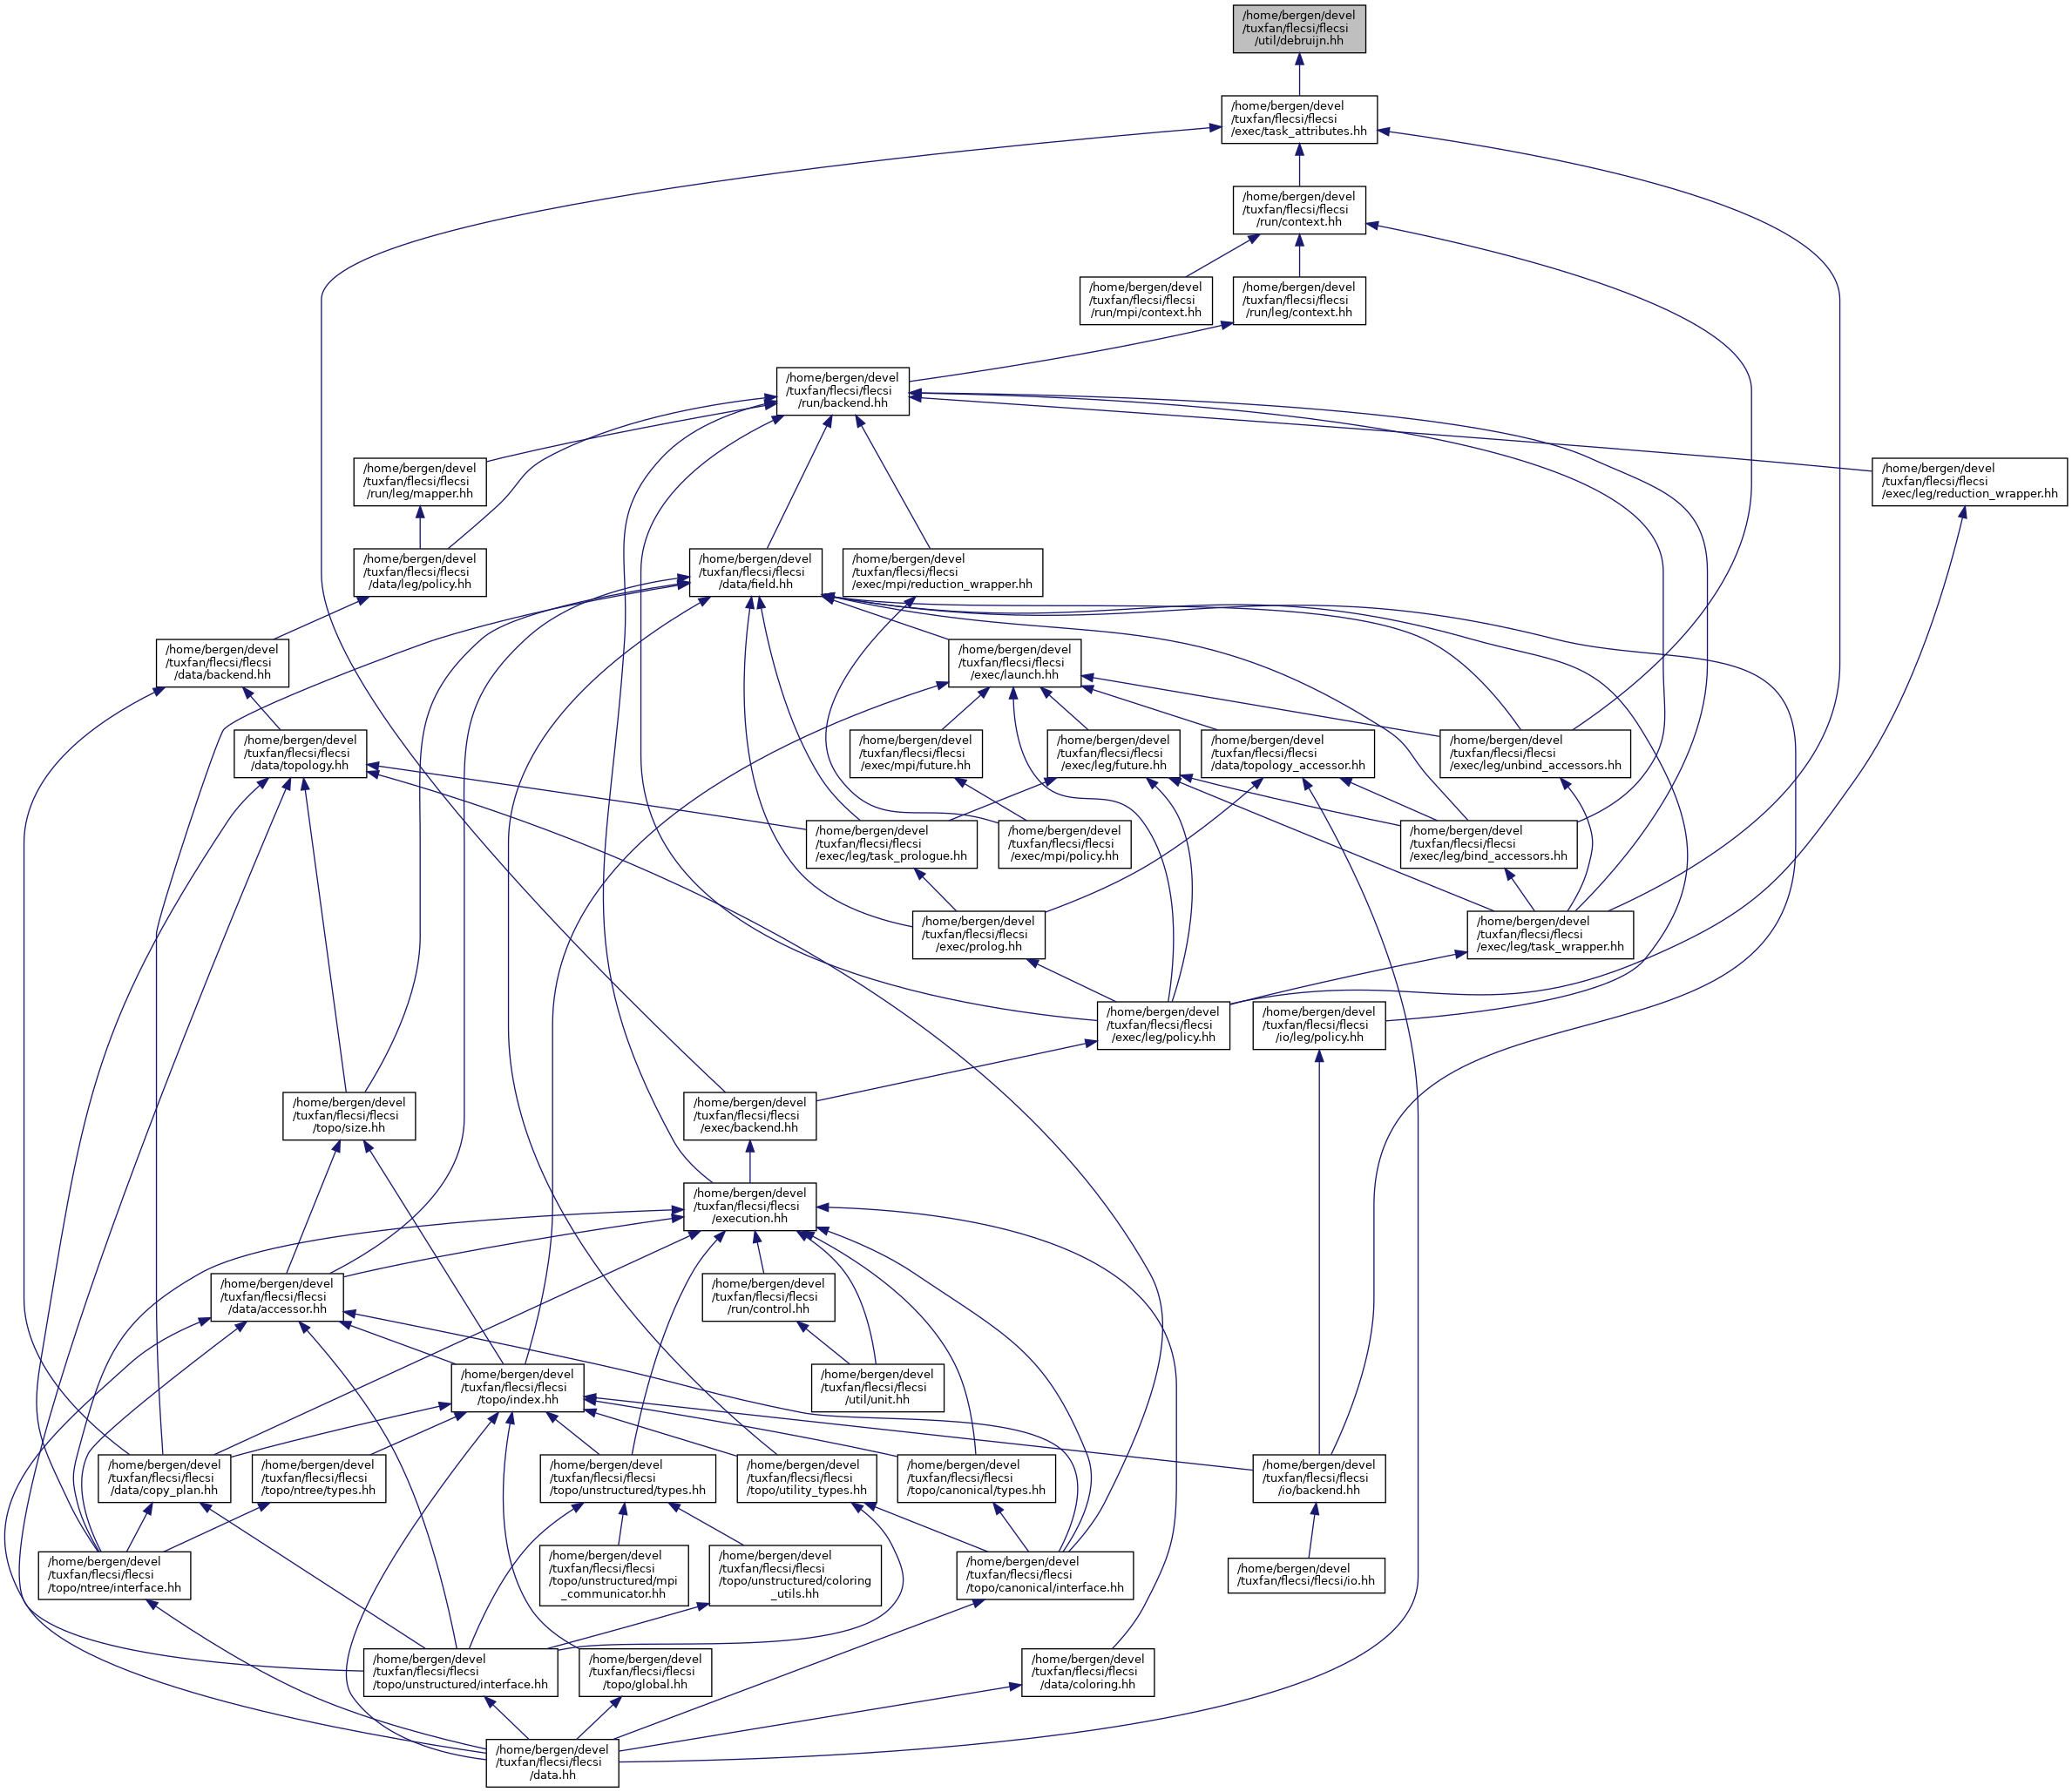 /home/bergen/devel
/tuxfan/flecsi/flecsi
/util/debruijn.hh
/home/bergen/devel
/tuxfan/flecsi/flecsi
/exec/task_attributes.hh
/home/bergen/devel
/tuxfan/flecsi/flecsi
/run/context.hh
/home/bergen/devel
/tuxfan/flecsi/flecsi
/run/mpi/context.hh
/home/bergen/devel
/tuxfan/flecsi/flecsi
/run/leg/context.hh
/home/bergen/devel
/tuxfan/flecsi/flecsi
/run/backend.hh
/home/bergen/devel
/tuxfan/flecsi/flecsi
/run/leg/mapper.hh
/home/bergen/devel
/tuxfan/flecsi/flecsi
/exec/leg/reduction_wrapper.hh
/home/bergen/devel
/tuxfan/flecsi/flecsi
/data/leg/policy.hh
/home/bergen/devel
/tuxfan/flecsi/flecsi
/data/field.hh
/home/bergen/devel
/tuxfan/flecsi/flecsi
/exec/mpi/reduction_wrapper.hh
/home/bergen/devel
/tuxfan/flecsi/flecsi
/data/backend.hh
/home/bergen/devel
/tuxfan/flecsi/flecsi
/exec/launch.hh
/home/bergen/devel
/tuxfan/flecsi/flecsi
/data/topology.hh
/home/bergen/devel
/tuxfan/flecsi/flecsi
/exec/mpi/future.hh
/home/bergen/devel
/tuxfan/flecsi/flecsi
/exec/leg/future.hh
/home/bergen/devel
/tuxfan/flecsi/flecsi
/data/topology_accessor.hh
/home/bergen/devel
/tuxfan/flecsi/flecsi
/exec/leg/unbind_accessors.hh
/home/bergen/devel
/tuxfan/flecsi/flecsi
/exec/leg/task_prologue.hh
/home/bergen/devel
/tuxfan/flecsi/flecsi
/exec/mpi/policy.hh
/home/bergen/devel
/tuxfan/flecsi/flecsi
/exec/leg/bind_accessors.hh
/home/bergen/devel
/tuxfan/flecsi/flecsi
/exec/prolog.hh
/home/bergen/devel
/tuxfan/flecsi/flecsi
/exec/leg/task_wrapper.hh
/home/bergen/devel
/tuxfan/flecsi/flecsi
/exec/leg/policy.hh
/home/bergen/devel
/tuxfan/flecsi/flecsi
/io/leg/policy.hh
/home/bergen/devel
/tuxfan/flecsi/flecsi
/topo/size.hh
/home/bergen/devel
/tuxfan/flecsi/flecsi
/exec/backend.hh
/home/bergen/devel
/tuxfan/flecsi/flecsi
/execution.hh
/home/bergen/devel
/tuxfan/flecsi/flecsi
/data/accessor.hh
/home/bergen/devel
/tuxfan/flecsi/flecsi
/run/control.hh
/home/bergen/devel
/tuxfan/flecsi/flecsi
/topo/index.hh
/home/bergen/devel
/tuxfan/flecsi/flecsi
/util/unit.hh
/home/bergen/devel
/tuxfan/flecsi/flecsi
/data/copy_plan.hh
/home/bergen/devel
/tuxfan/flecsi/flecsi
/topo/ntree/types.hh
/home/bergen/devel
/tuxfan/flecsi/flecsi
/topo/unstructured/types.hh
/home/bergen/devel
/tuxfan/flecsi/flecsi
/topo/utility_types.hh
/home/bergen/devel
/tuxfan/flecsi/flecsi
/topo/canonical/types.hh
/home/bergen/devel
/tuxfan/flecsi/flecsi
/io/backend.hh
/home/bergen/devel
/tuxfan/flecsi/flecsi
/topo/ntree/interface.hh
/home/bergen/devel
/tuxfan/flecsi/flecsi
/topo/unstructured/mpi
_communicator.hh
/home/bergen/devel
/tuxfan/flecsi/flecsi
/topo/unstructured/coloring
_utils.hh
/home/bergen/devel
/tuxfan/flecsi/flecsi
/topo/canonical/interface.hh
/home/bergen/devel
/tuxfan/flecsi/flecsi/io.hh
/home/bergen/devel
/tuxfan/flecsi/flecsi
/topo/unstructured/interface.hh
/home/bergen/devel
/tuxfan/flecsi/flecsi
/topo/global.hh
/home/bergen/devel
/tuxfan/flecsi/flecsi
/data/coloring.hh
/home/bergen/devel
/tuxfan/flecsi/flecsi
/data.hh